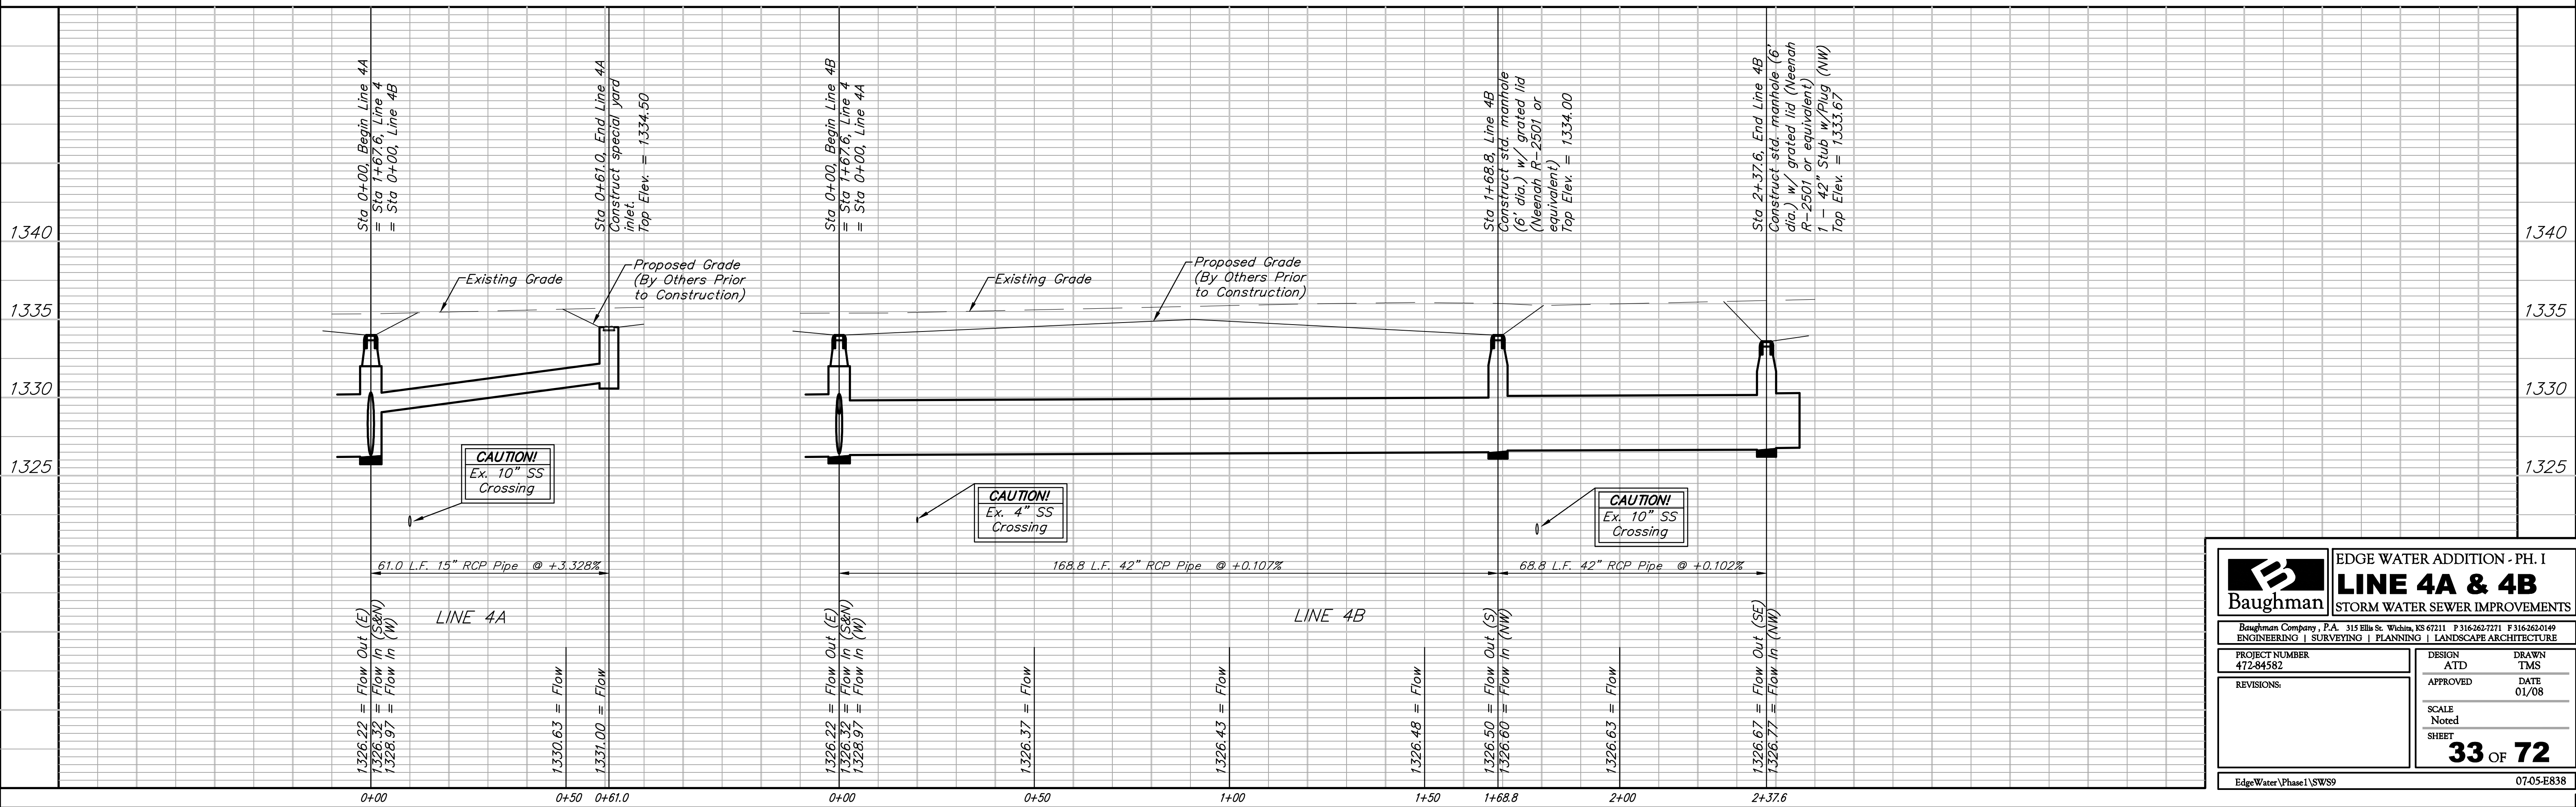 Sta 0+00, Begin Line 4A
= Sta 1+67.6, Line 4
= Sta 0+00, Line 4B
Sta 0+61.0, End Line 4A
Construct special yard
inlet.
Top Elev. = 1334.50
Sta 0+00, Begin Line 4B
= Sta 1+67.6, Line 4
= Sta 0+00, Line 4A
Sta 1+68.8, Line 4B
Construct std. manhole
(6' dia.) w/ grated lid
(Neenah R-2501 or
equivalent)
Top Elev. = 1334.00
Sta 2+37.6, End Line 4B
Construct std. manhole (6'
dia.) w/ grated lid (Neenah
R-2501 or equivalent)
1 - 42" Stub w/Plug (NW)
Top Elev. = 1333.67
1340
1340
Existing Grade
Proposed Grade
(By Others Prior
to Construction)
Existing Grade
Proposed Grade
(By Others Prior
to Construction)
1335
1335
1330
1330
1325
1325
CAUTION!
Ex. 10" SS
Crossing
CAUTION!
Ex. 4" SS
Crossing
CAUTION!
Ex. 10" SS
Crossing
61.0 L.F. 15" RCP Pipe @ +3.328%
168.8 L.F. 42" RCP Pipe @ +0.107%
68.8 L.F. 42" RCP Pipe @ +0.102%
LINE 4A
LINE 4B
1326.22 = Flow Out (E)
1326.32 = Flow In (S&N)
1328.97 = Flow In (W)
1330.63 = Flow
1331.00 = Flow
1326.22 = Flow Out (E)
1326.32 = Flow In (S&N)
1328.97 = Flow In (W)
1326.37 = Flow
1326.43 = Flow
1326.48 = Flow
1326.50 = Flow Out (S)
1326.60 = Flow In (NW)
1326.63 = Flow
1326.67 = Flow Out (SE)
1326.77 = Flow In (NW)
0+00
0+50
0+61.0
0+00
0+50
1+00
1+50
1+68.8
2+00
2+37.6
Baughman
EDGE WATER ADDITION - PH. I
LINE 4A & 4B
STORM WATER SEWER IMPROVEMENTS
Baughman Company, P.A. 315 Ellis St. Wichita, KS 67211 P 316-262-7271 F 316-262-0149
ENGINEERING | SURVEYING | PLANNING | LANDSCAPE ARCHITECTURE
PROJECT NUMBER
472-84582
DESIGN
ATD
DRAWN
TMS
REVISIONS:
APPROVED
DATE
01/08
SCALE
Noted
SHEET
33 OF 72
EdgeWater\Phase1\SWS9
07-05-E838